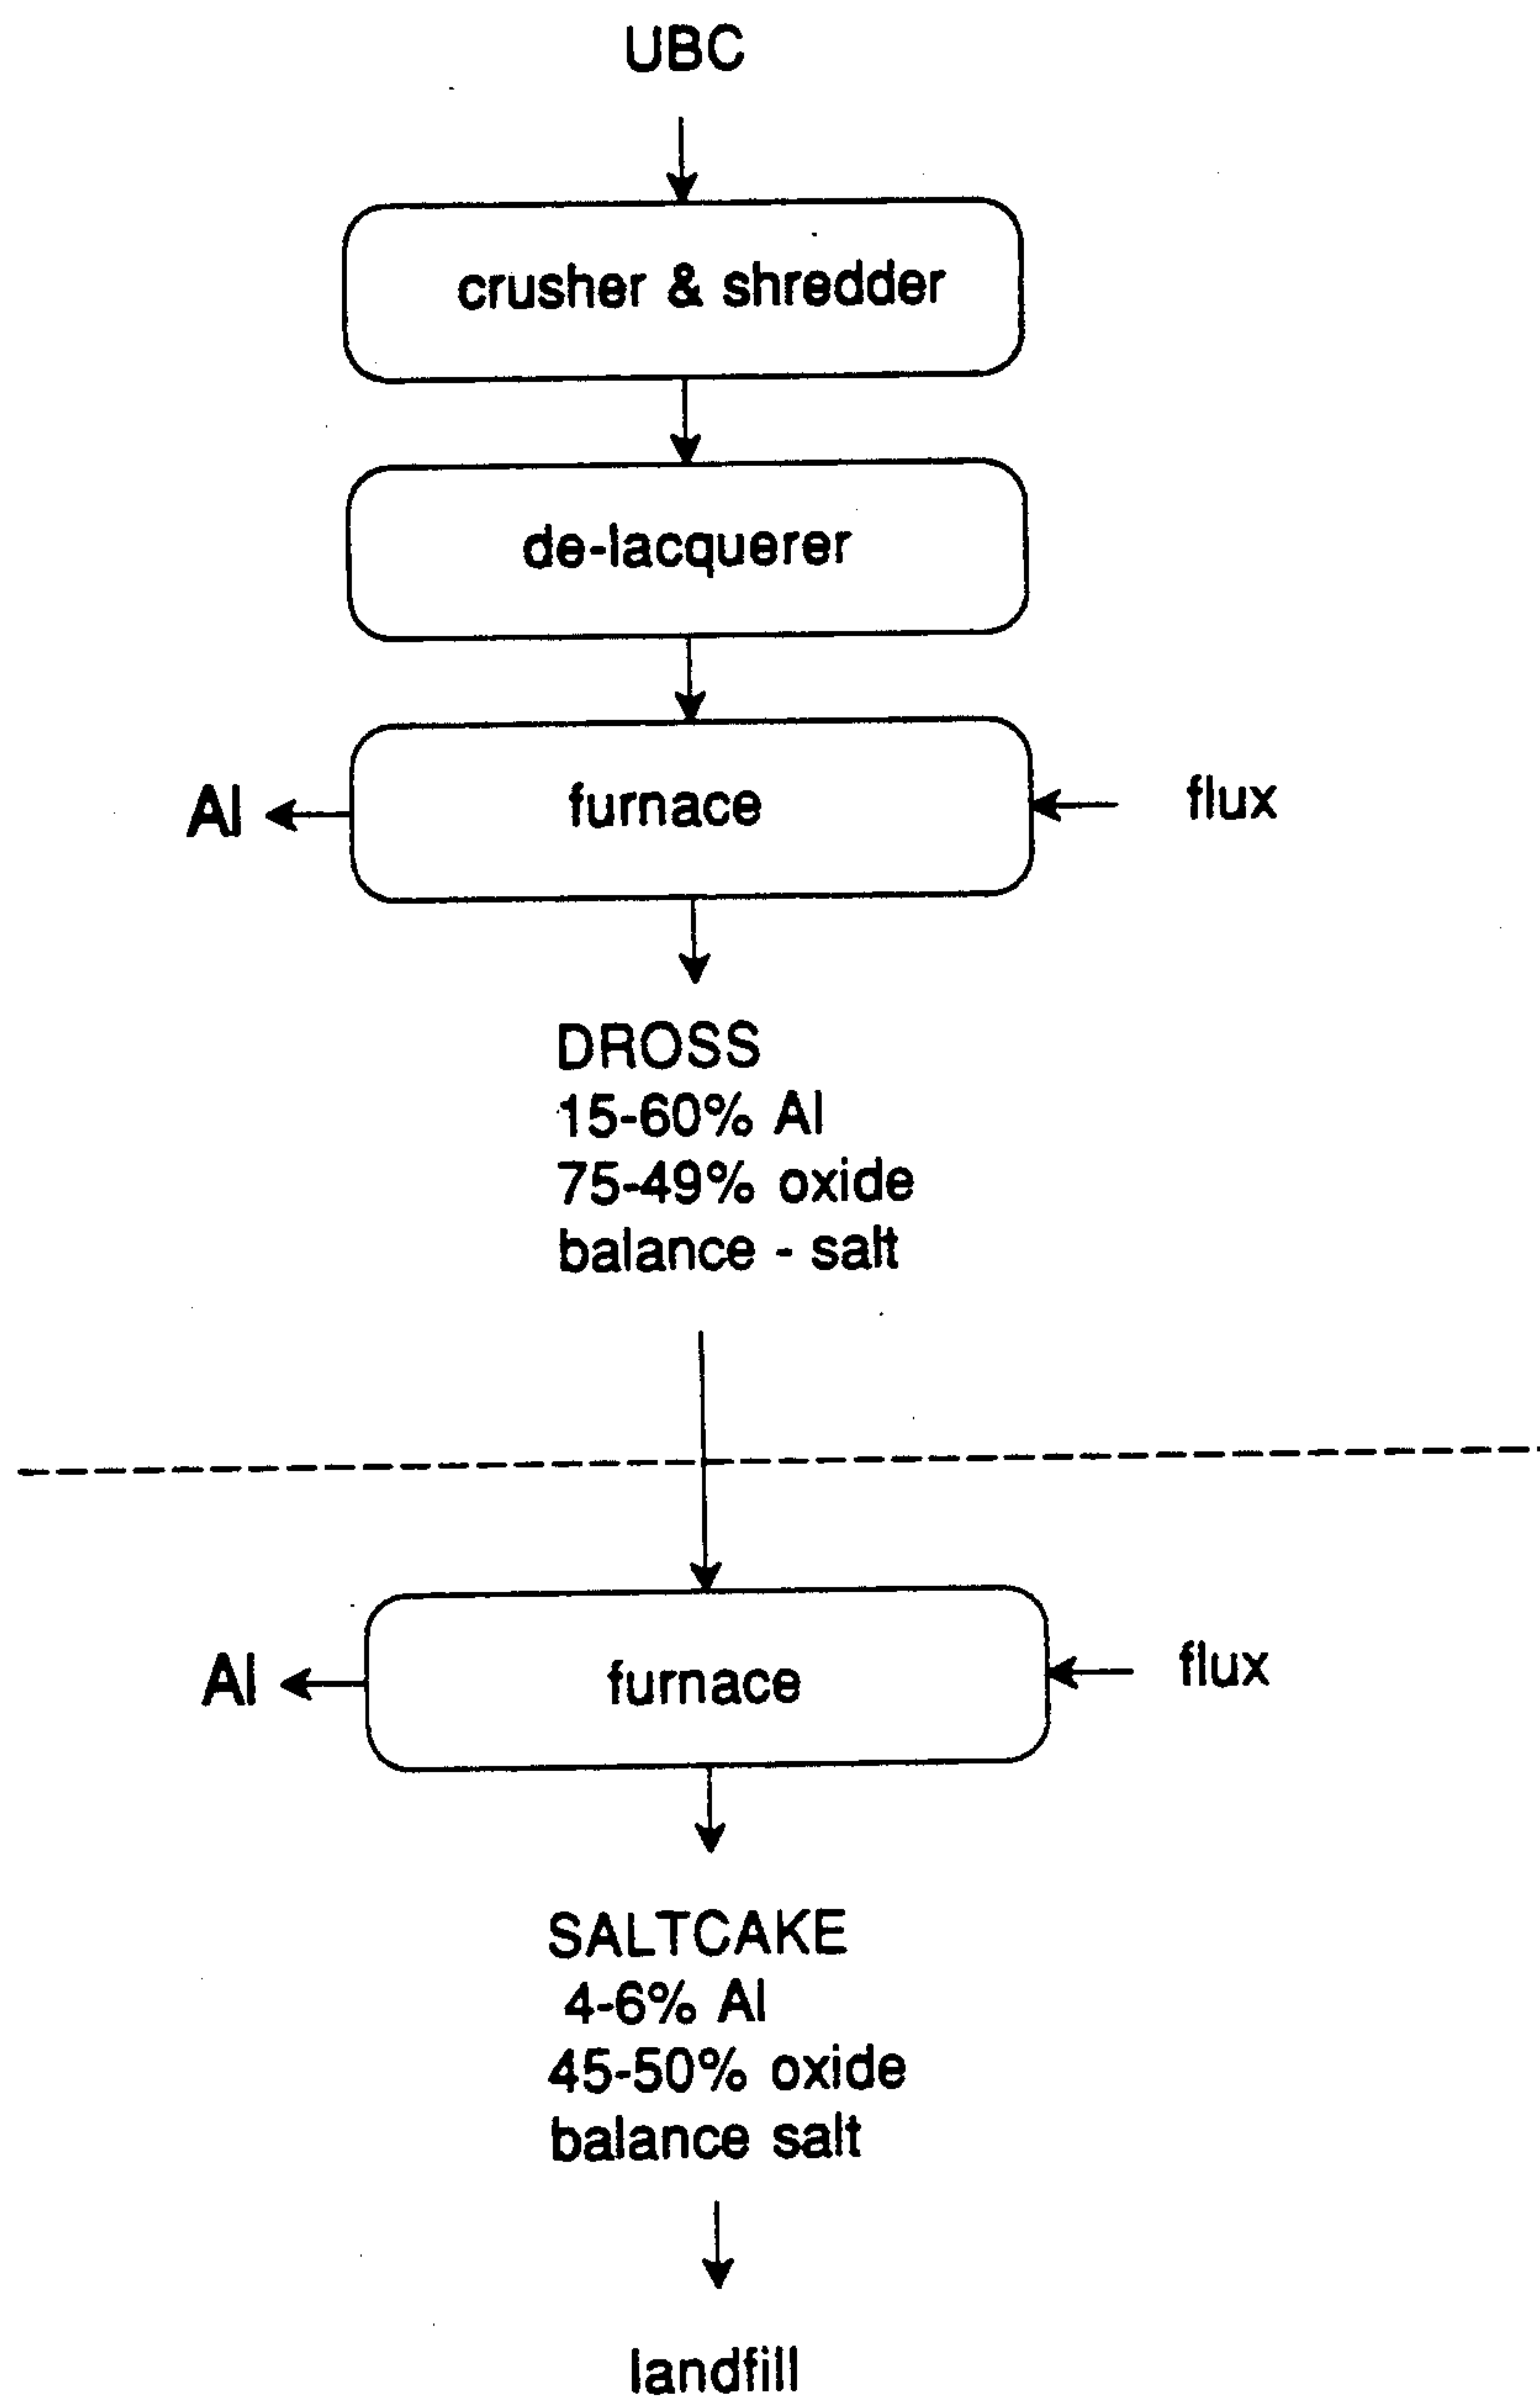 UBC
crusher & shredder
de-lacquerer
Al
furnace
flux
DROSS
15-60% Al
75-49% oxide
balance - salt
Al
furnace
flux
SALTCAKE
4-6% Al
45-50% oxide
balance salt
landfill